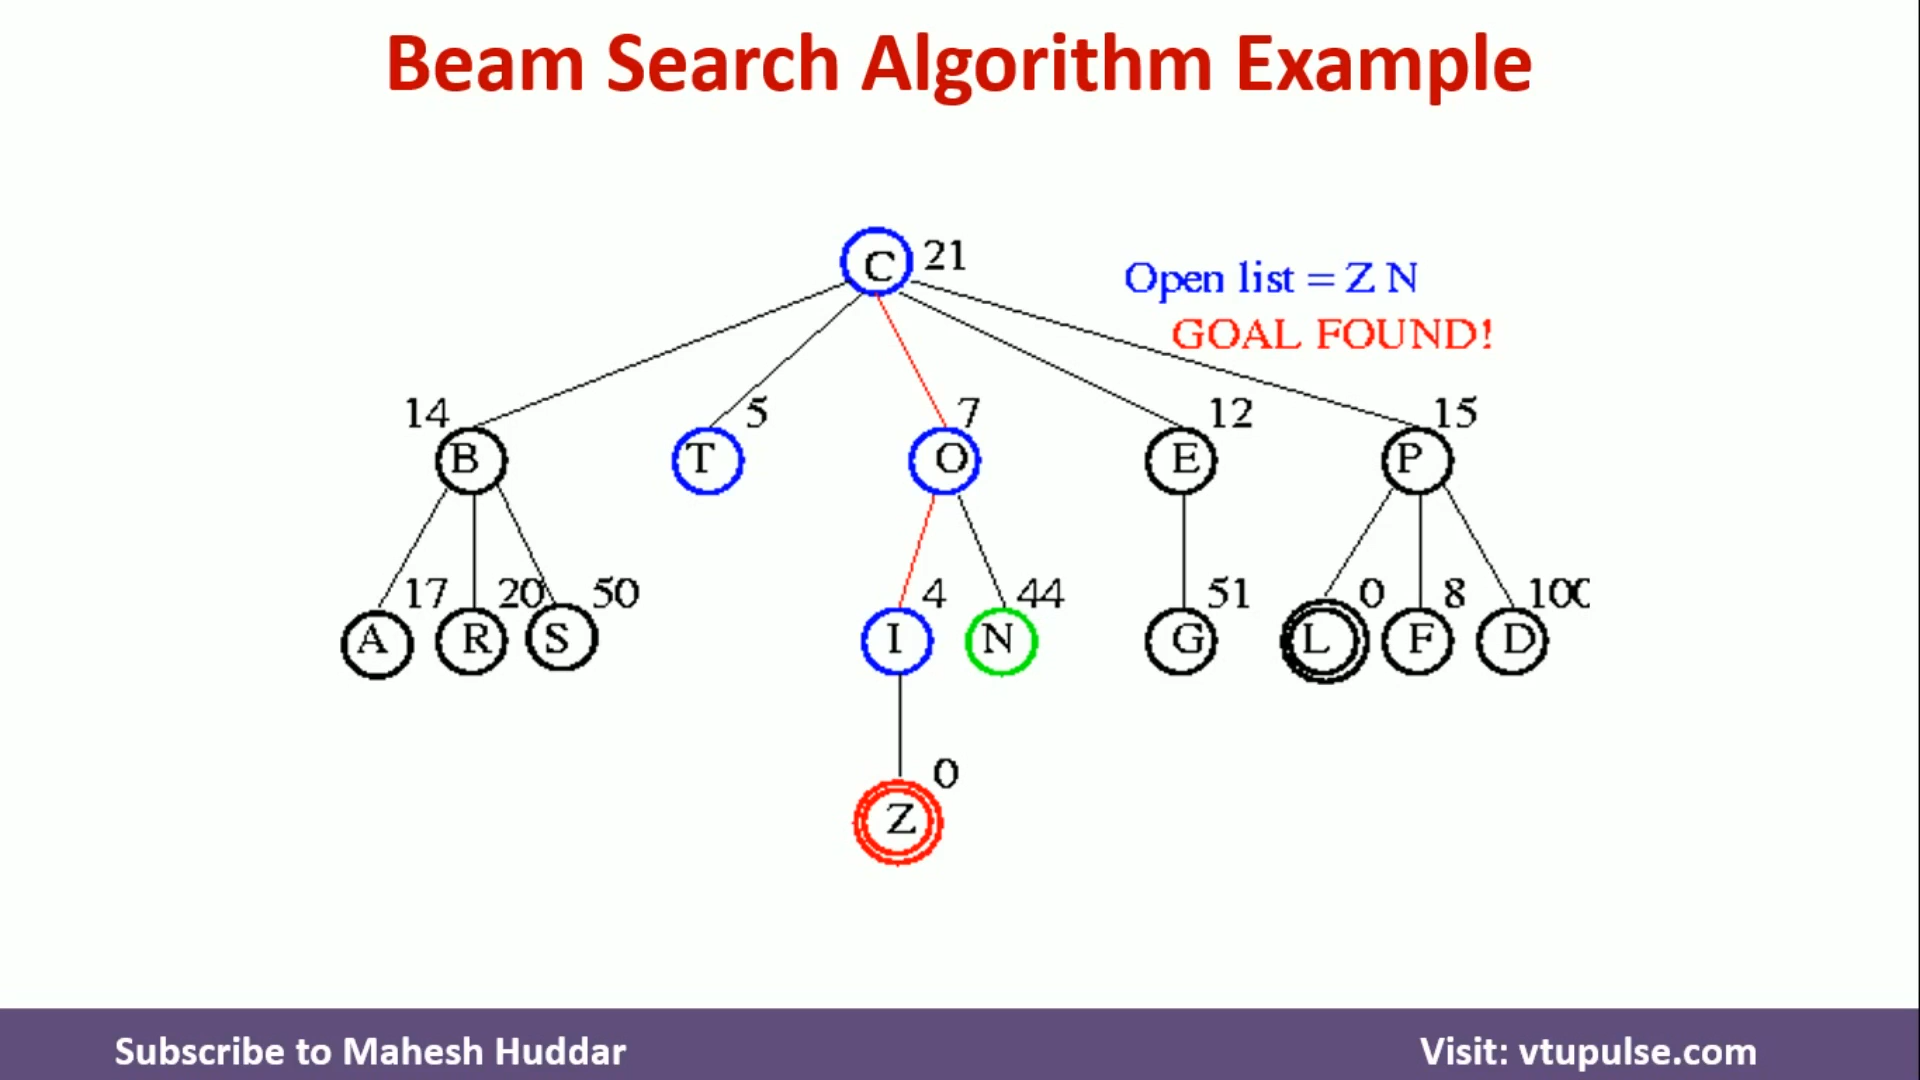 Beam Search Algorithm Example
C 21
Open list = Z N
GOAL FOUND!
14 5 7 12 15
B T O E P
17 20 50 4 44 51 0 8 100
A R S I N G L F D
0
Z
Subscribe to Mahesh Huddar
Visit: vtupulse.com